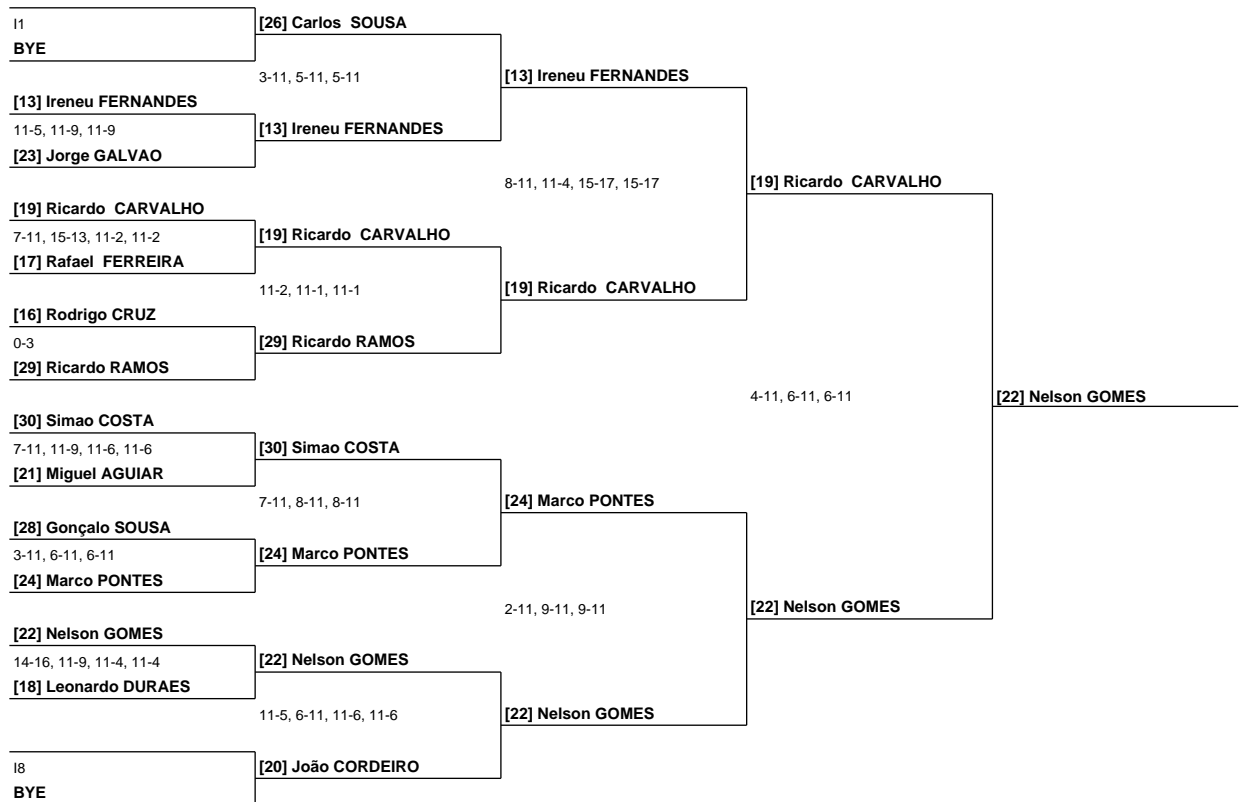 I1
BYE
[26] Carlos SOUSA
3-11, 5-11, 5-11
[13] Ireneu FERNANDES
[13] Ireneu FERNANDES
11-5, 11-9, 11-9
[23] Jorge GALVAO
[13] Ireneu FERNANDES
8-11, 11-4, 15-17, 15-17
[19] Ricardo CARVALHO
[19] Ricardo CARVALHO
7-11, 15-13, 11-2, 11-2
[17] Rafael FERREIRA
[19] Ricardo CARVALHO
11-2, 11-1, 11-1
[19] Ricardo CARVALHO
[16] Rodrigo CRUZ
0-3
[29] Ricardo RAMOS
[29] Ricardo RAMOS
4-11, 6-11, 6-11
[22] Nelson GOMES
[30] Simao COSTA
7-11, 11-9, 11-6, 11-6
[21] Miguel AGUIAR
[30] Simao COSTA
7-11, 8-11, 8-11
[24] Marco PONTES
[28] Gonçalo SOUSA
3-11, 6-11, 6-11
[24] Marco PONTES
[24] Marco PONTES
2-11, 9-11, 9-11
[22] Nelson GOMES
[22] Nelson GOMES
14-16, 11-9, 11-4, 11-4
[18] Leonardo DURAES
[22] Nelson GOMES
11-5, 6-11, 11-6, 11-6
[22] Nelson GOMES
[20] João CORDEIRO
I8
BYE